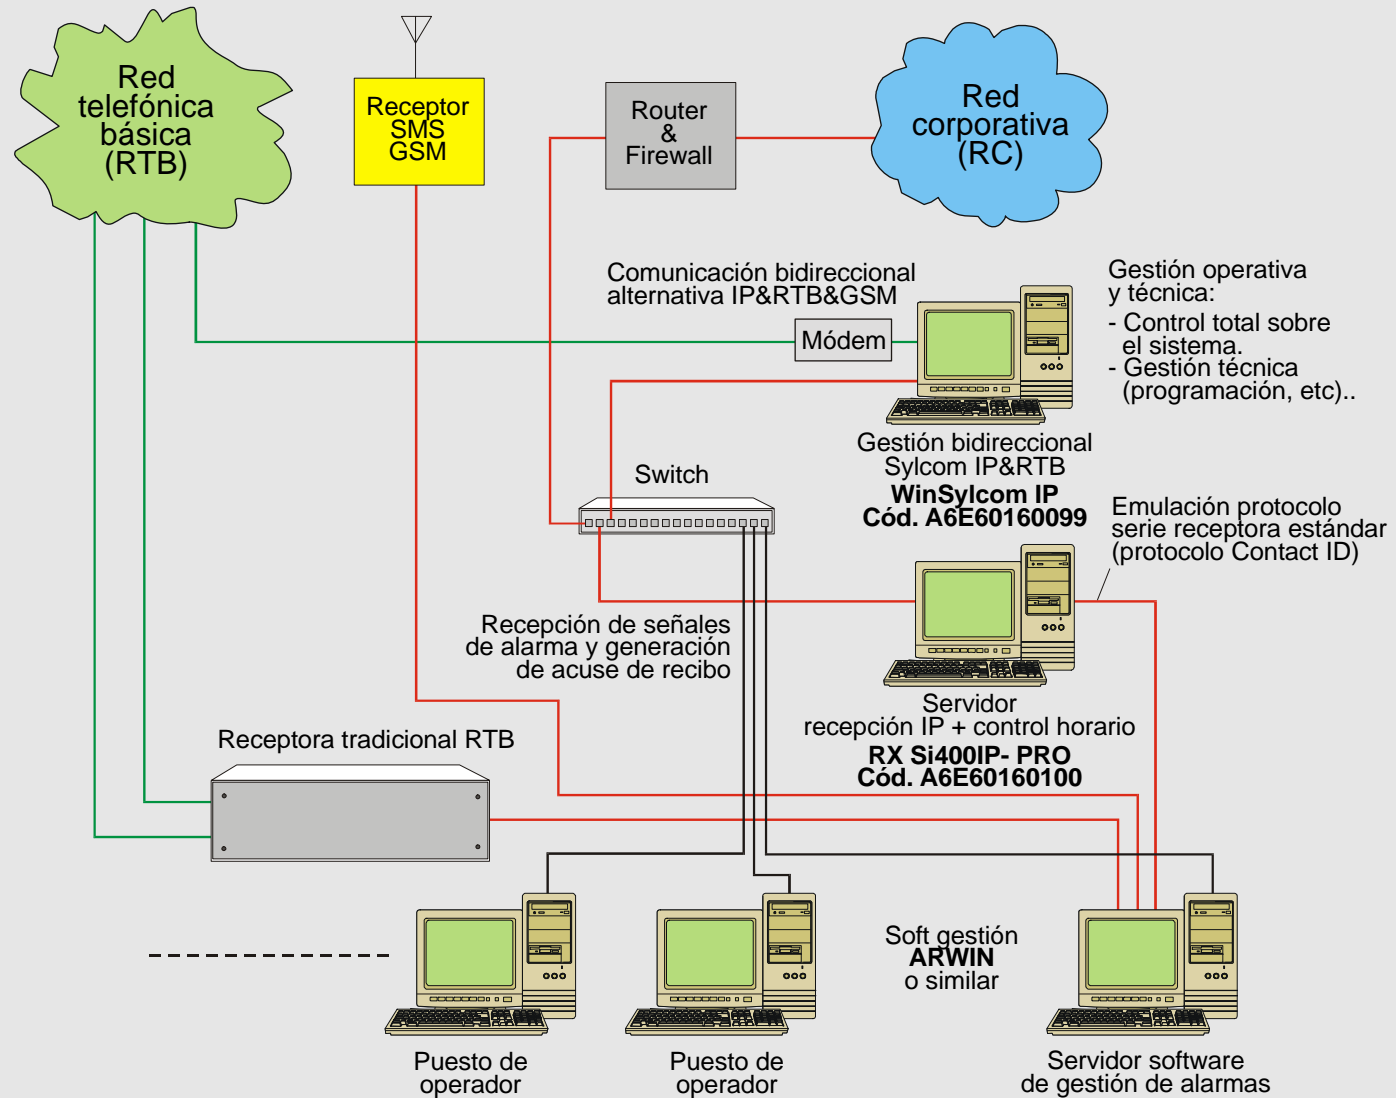 Red
telefónica
básica
(RTB)
Receptor
SMS
GSM
Router
&
Firewall
Red
corporativa
(RC)
Comunicación bidireccional
alternativa IP&RTB&GSM
Módem
Gestión operativa
y técnica:
- Control total sobre
el sistema.
- Gestión técnica
(programación, etc)..
Gestión bidireccional
Sylcom IP&RTB
WinSylcom IP
Cód. A6E60160099
Switch
Emulación protocolo
serie receptora estándar
(protocolo Contact ID)
Recepción de señales
de alarma y generación
de acuse de recibo
Servidor
recepción IP + control horario
RX Si400IP- PRO
Cód. A6E60160100
Receptora tradicional RTB
Soft gestión
ARWIN
o similar
Puesto de
operador
Puesto de
operador
Servidor software
de gestión de alarmas